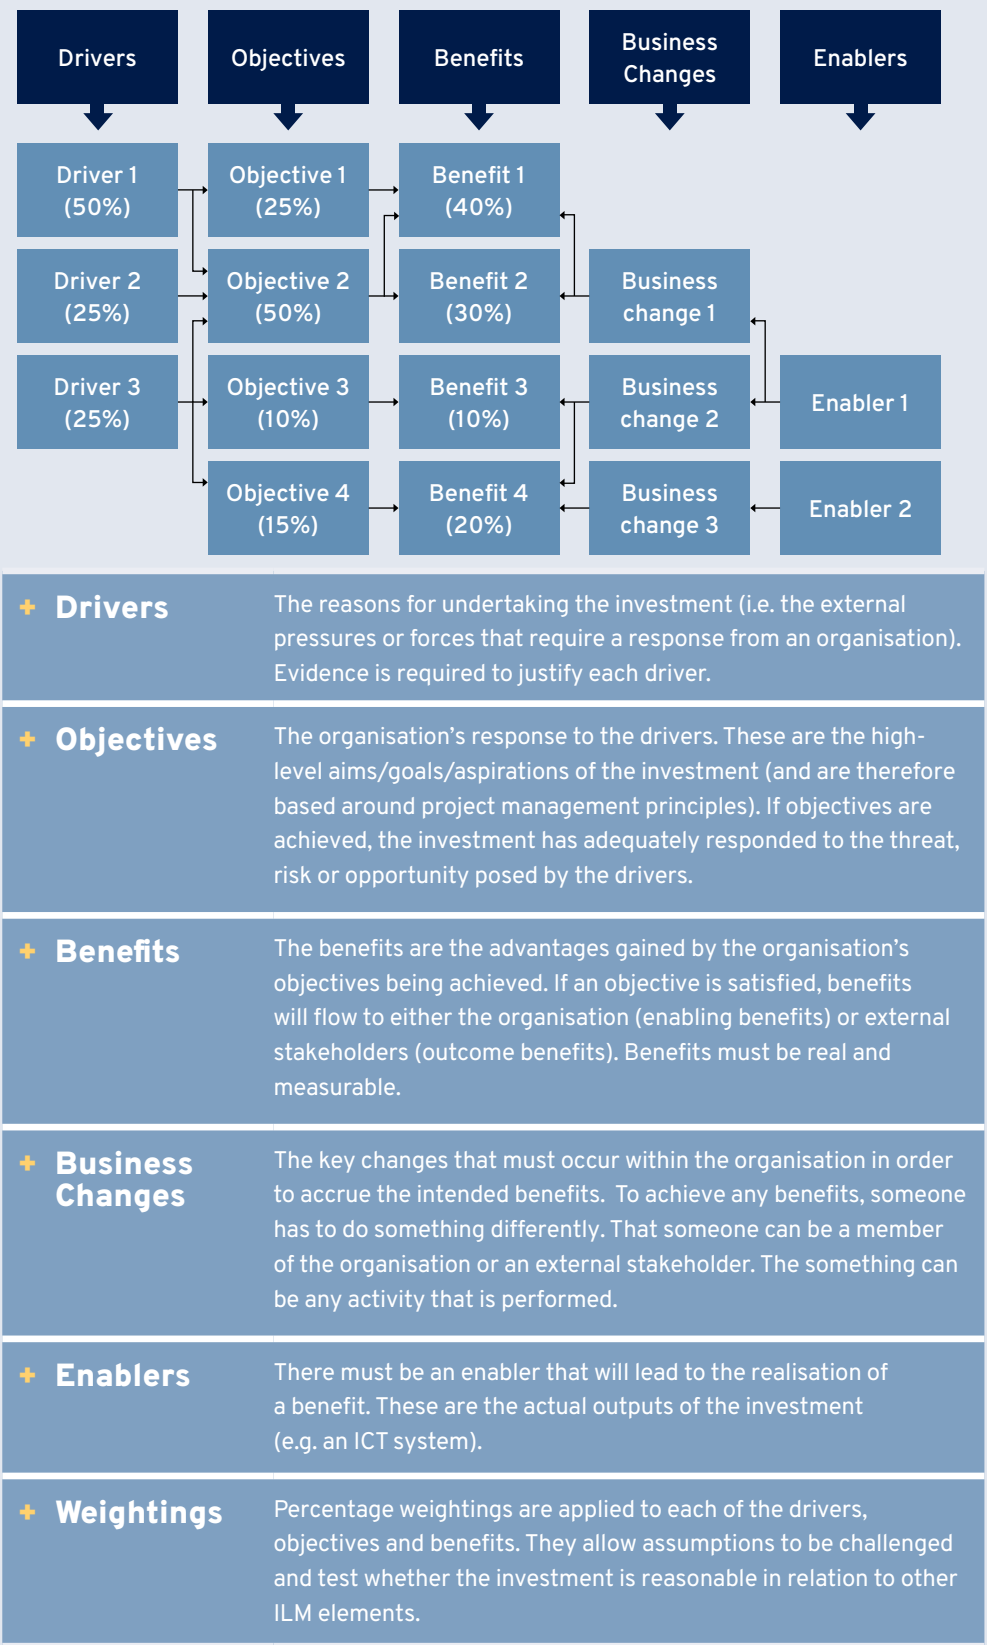 Drivers
Objectives
Benefits
Business
Changes
Enablers
Driver 1
(50%)
Objective 1
(25%)
Benefit 1
(40%)
Driver 2
(25%)
Objective 2
(50%)
Benefit 2
(30%)
Business
change 1
Driver 3
(25%)
Objective 3
(10%)
Benefit 3
(10%)
Business
change 2
Enabler 1
Objective 4
(15%)
Benefit 4
(20%)
Business
change 3
Enabler 2
+ Drivers
The reasons for undertaking the investment (i.e. the external
pressures or forces that require a response from an organisation).
Evidence is required to justify each driver.
+ Objectives
The organisation’s response to the drivers. These are the high-
level aims/goals/aspirations of the investment (and are therefore
based around project management principles). If objectives are
achieved, the investment has adequately responded to the threat,
risk or opportunity posed by the drivers.
+ Benefits
The benefits are the advantages gained by the organisation’s
objectives being achieved. If an objective is satisfied, benefits
will flow to either the organisation (enabling benefits) or external
stakeholders (outcome benefits). Benefits must be real and
measurable.
+ Business
Changes
The key changes that must occur within the organisation in order
to accrue the intended benefits.  To achieve any benefits, someone
has to do something differently. That someone can be a member
of the organisation or an external stakeholder. The something can
be any activity that is performed.
+ Enablers
There must be an enabler that will lead to the realisation of
a benefit. These are the actual outputs of the investment
(e.g. an ICT system).
+ Weightings
Percentage weightings are applied to each of the drivers,
objectives and benefits. They allow assumptions to be challenged
and test whether the investment is reasonable in relation to other
ILM elements.